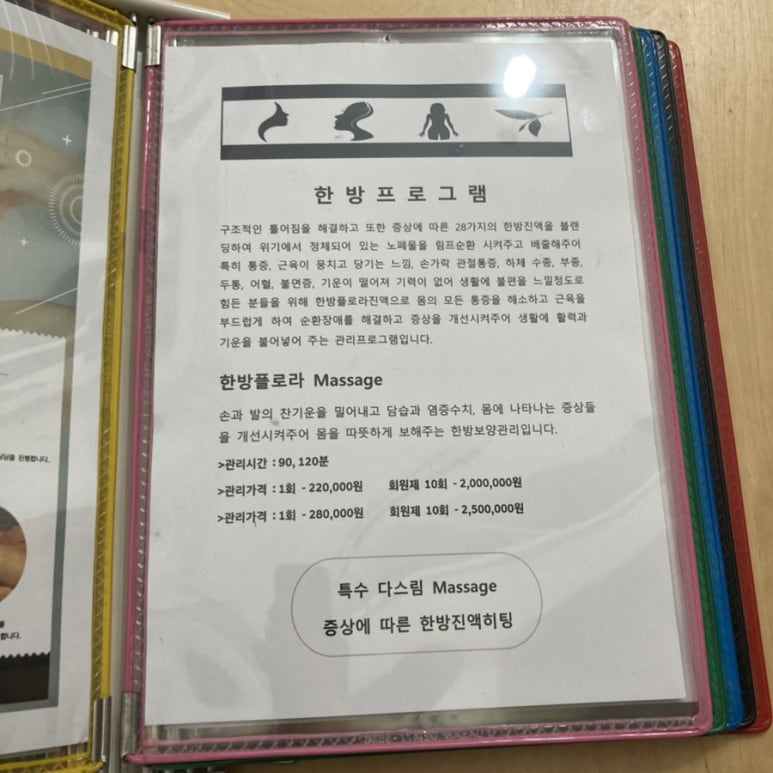 한방프로그램
구조적인 틀어짐을 해결하고 또한 증상에 따른 28가지의 한방진액을 블랜
딩하여 위기에서 정체되어 있는 노폐물을 림프순환 시켜주고 배출해주어
특히 통증, 근육이 뭉치고 당기는 느낌, 손가락 관절통증, 하체 수종, 부종,
두통, 어혈, 불면증, 기운이 떨어져 기력이 없어 생활에 불편을 느낄정도로
힘든 분들을 위해 한방플로라진액으로 몸의 모든 통증을 해소하고 근육을
부드럽게 하여 순환장애를 해결하고 증상을 개선시켜주어 생활에 활력과
기운을 불어넣어 주는 관리프로그램입니다.
한방플로라 Massage
손과 발의 찬기운을 밀어내고 담습과 염증수치, 몸에 나타나는 증상들
을 개선시켜주어 몸을 따뜻하게 보해주는 한방보양관리입니다.
>관리시간 : 90, 120분
>관리가격 : 1회 - 220,000원 회원제 10회 - 2,000,000원
>관리가격 : 1회 - 280,000원 회원제 10회 - 2,500,000원
특수 다스림 Massage
증상에 따른 한방진액히팅
진행합니다.
니다.